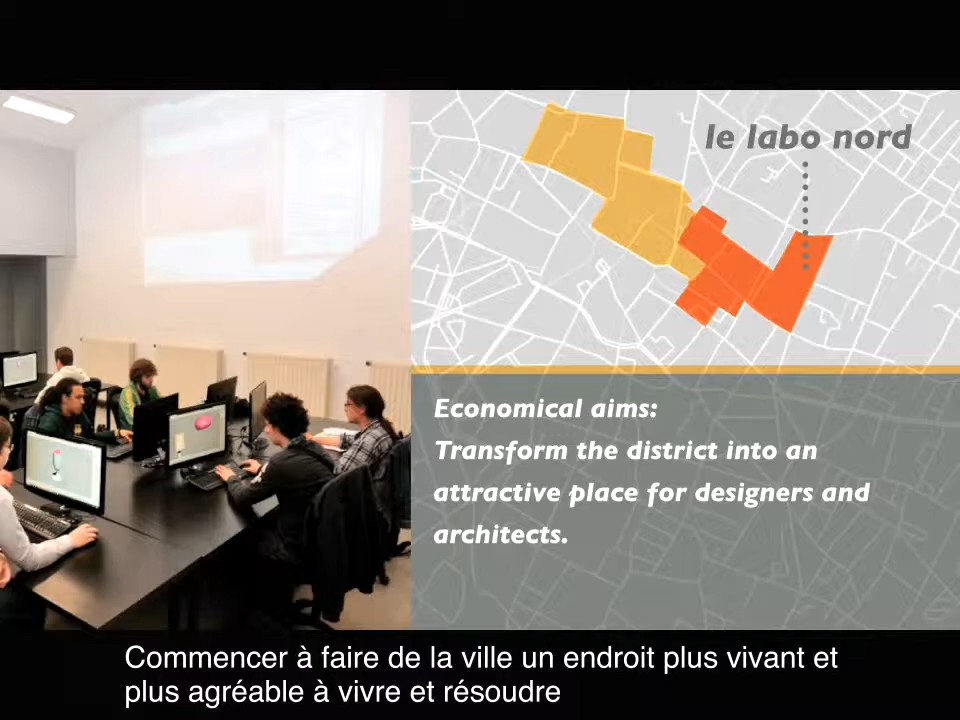 le labo nord
Economical aims:
Transform the district into an
attractive place for designers and
architects.
Commencer à faire de la ville un endroit plus vivant et
plus agréable à vivre et résoudre